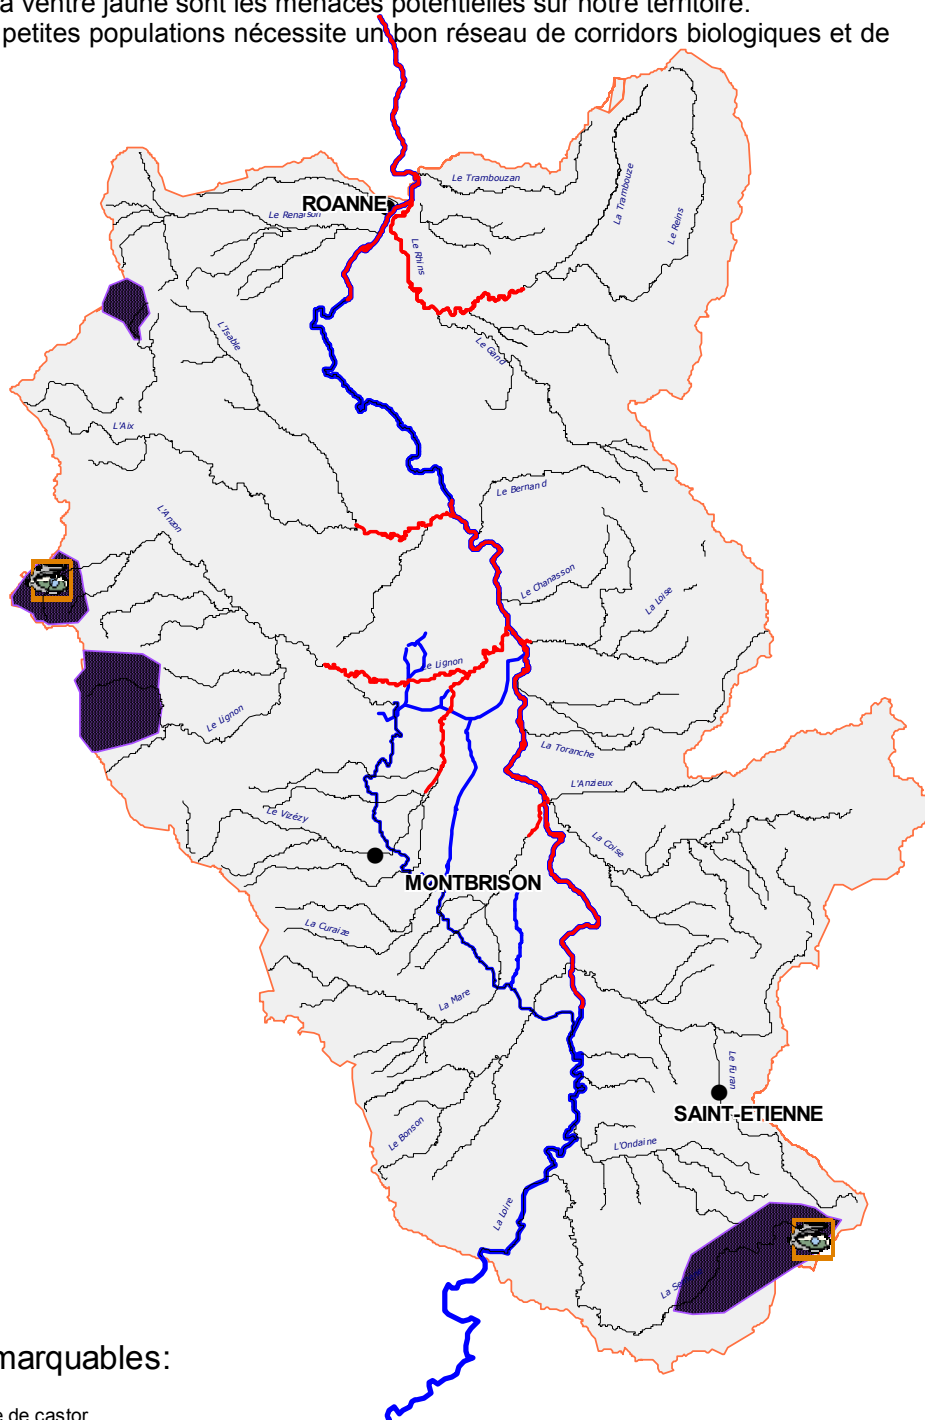 à ventre jaune sont les menaces potentielles sur notre territoire.
petites populations nécessite un bon réseau de corridors biologiques et de
Le Trambouzan
La Trambouze
ROANNE
Le Renaison
Le Reins
Le Rhins
L'Isable
Le Gand
L'Aix
Le Bernand
L'Anzon
Le Chanasson
La Loise
Le Lignon
Le Lignon
La Toranche
L'Anzieux
Le Vizézy
La Coise
MONTBRISON
La Curaize
La Mare
Le Furan
SAINT-ETIENNE
Le Bonson
L'Ondaine
La Loire
marquables:
e de castor